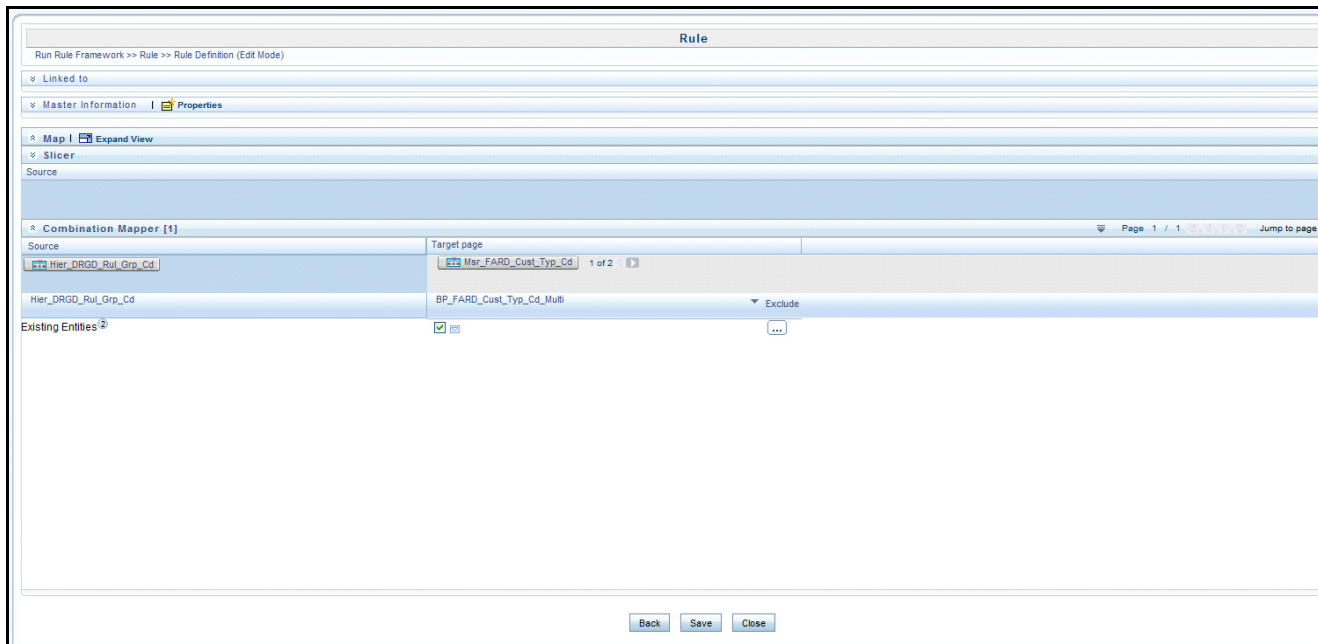 Rule
Run Rule Framework >> Rule >> Rule Definition (Edit Mode)
Linked to
Master Information | Properties
Map | Expand View
Slicer
Source
Combination Mapper [1] Page 1 / 1 Jump to page
Source Target page
Hier_DRGD_Rul_Grp_Cd Msr_FARD_Cust_Typ_Cd 1 of 2
Hier_DRGD_Rul_Grp_Cd BP_FARD_Cust_Typ_Cd_Multi Exclude
Existing Entities 2 ...
Back Save Close